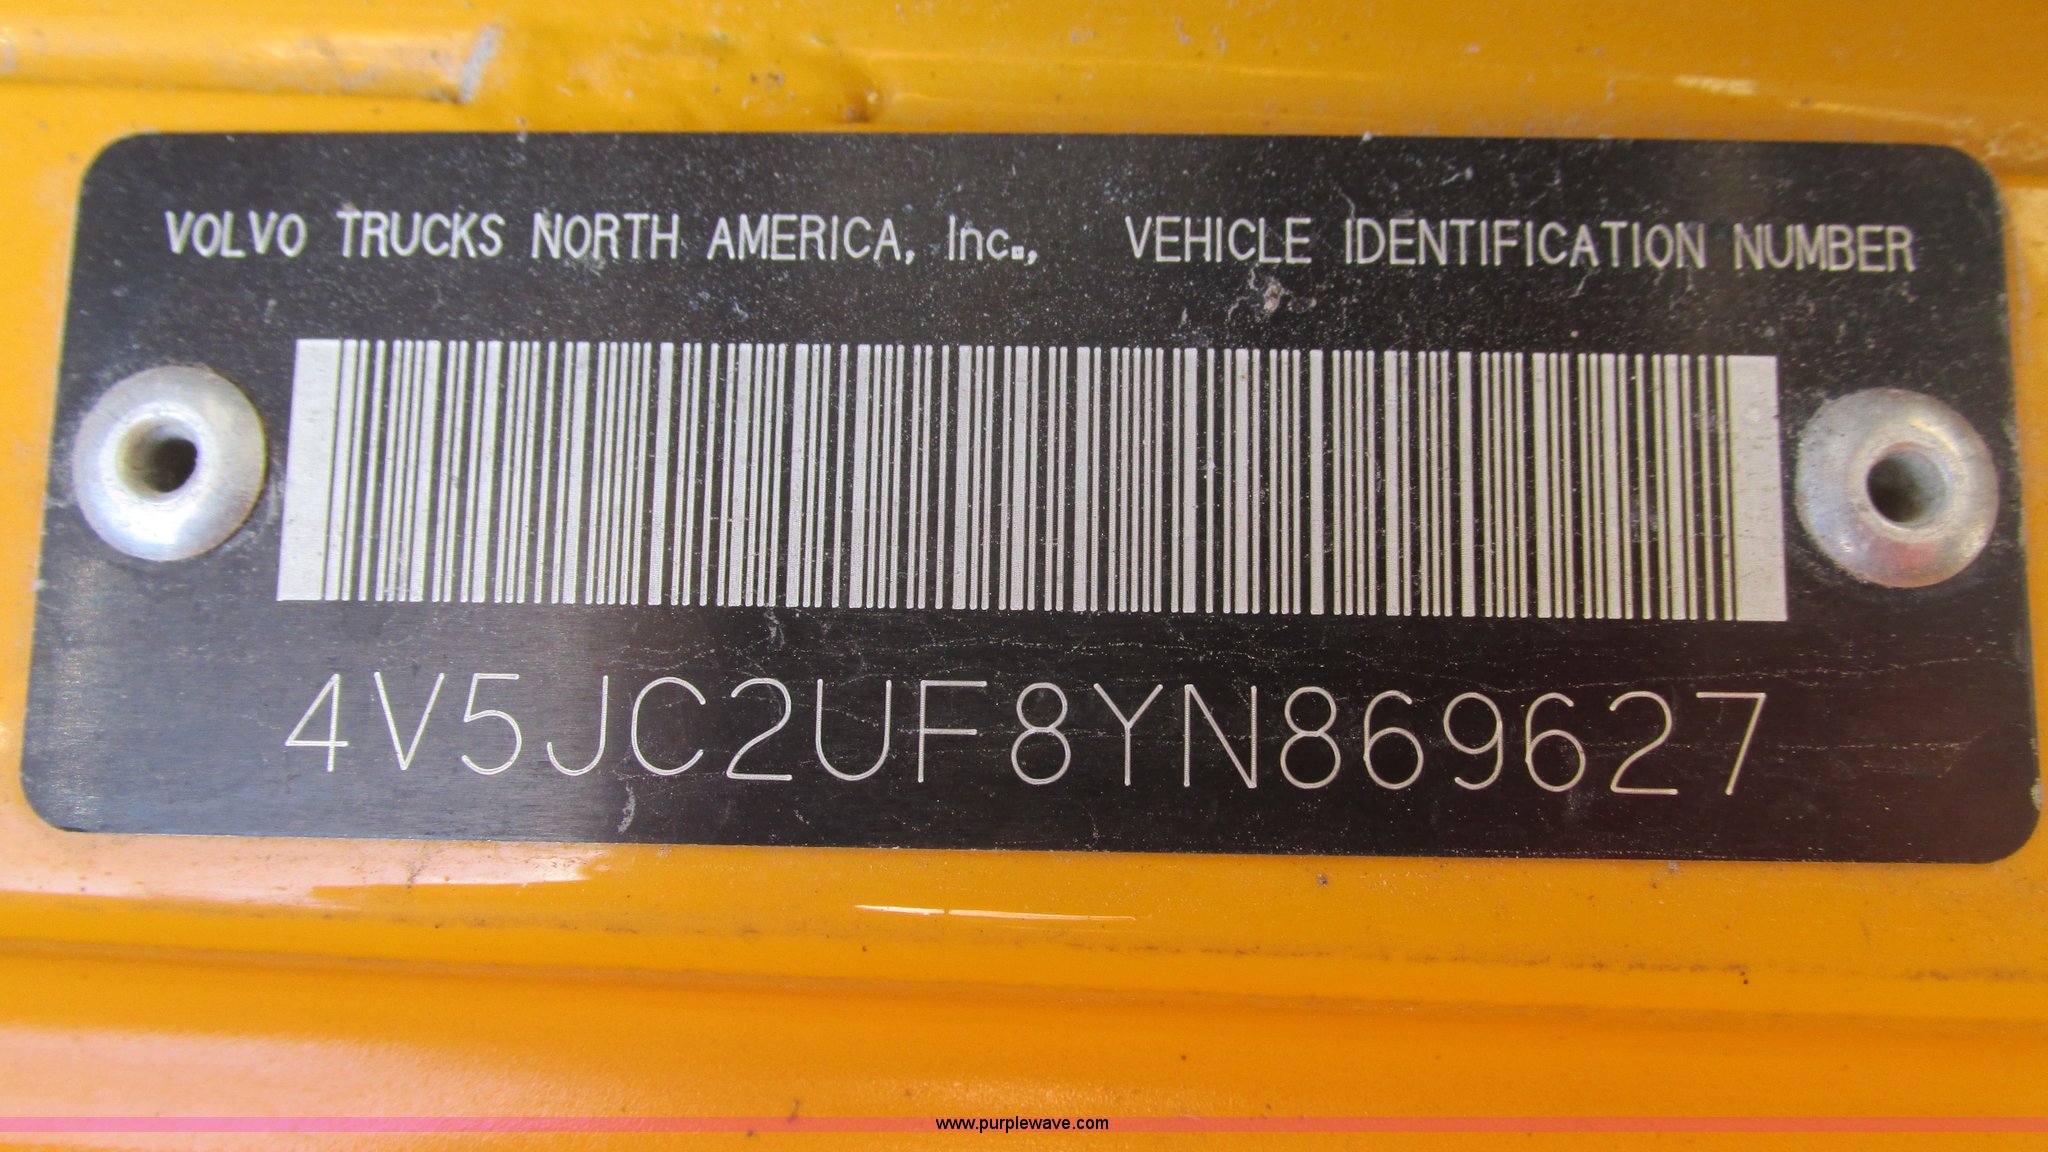 VOLVO TRUCKS NORTH AMERICA, Inc., VEHICLE IDENTIFICATION NUMBER
4V5JC2UF8YN869627
www.purplewave.com